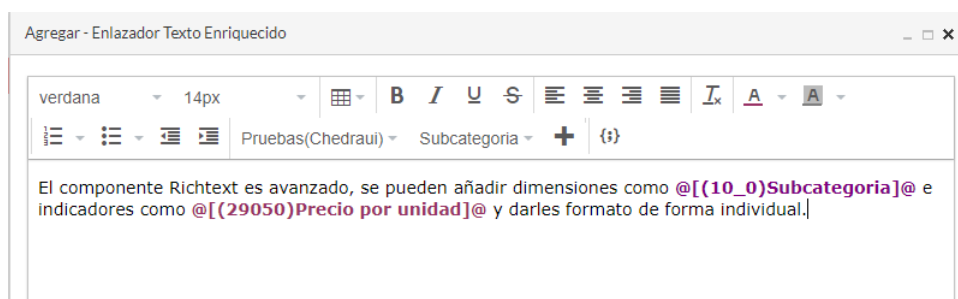 Agregar - Enlazador Texto Enriquecido
verdana 14px B I U S Tx A A
Pruebas(Chedraui) Subcategoria + {;}
El componente Richtext es avanzado, se pueden añadir dimensiones como @[(10_0)Subcategoria]@ e
indicadores como @[(29050)Precio por unidad]@ y darles formato de forma individual.